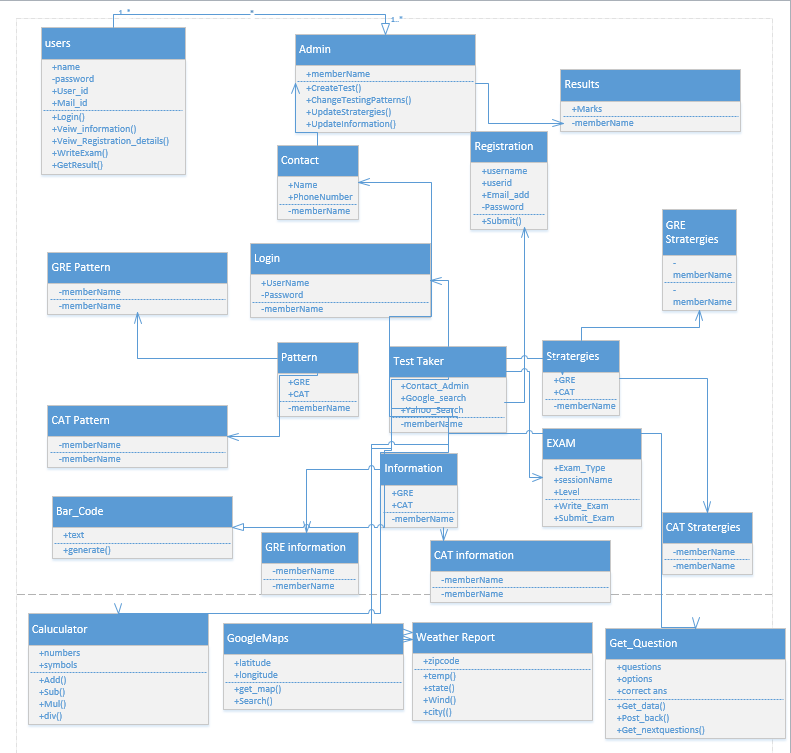 1..*
*
1..*
users
+name
-password
+User_id
+Mail_id
+Login()
+Veiw_information()
+Veiw_Registration_details()
+WriteExam()
+GetResult()
Admin
+memberName
+CreateTest()
+ChangeTestingPatterns()
+UpdateStratergies()
+UpdateInformation()
Results
+Marks
-memberName
Contact
+Name
+PhoneNumber
-memberName
Registration
+username
+userid
+Email_add
-Password
+Submit()
GRE
Stratergies
-
memberName
-
memberName
GRE Pattern
-memberName
-memberName
Login
+UserName
-Password
-memberName
Pattern
+GRE
+CAT
-memberName
Test Taker
+Contact_Admin
+Google_search
+Yahoo_Search
-memberName
Stratergies
+GRE
+CAT
-memberName
CAT Pattern
-memberName
-memberName
EXAM
+Exam_Type
+sessionName
+Level
+Write_Exam
+Submit_Exam
Information
+GRE
+CAT
-memberName
Bar_Code
+text
+generate()
GRE information
-memberName
-memberName
CAT information
-memberName
-memberName
CAT Stratergies
-memberName
-memberName
Caluculator
+numbers
+symbols
+Add()
+Sub()
+Mul()
+div()
GoogleMaps
+latitude
+longitude
+get_map()
+Search()
Weather Report
+zipcode
+temp()
+state()
+Wind()
+city(()
Get_Question
+questions
+options
+correct ans
+Get_data()
+Post_back()
+Get_nextquestions()